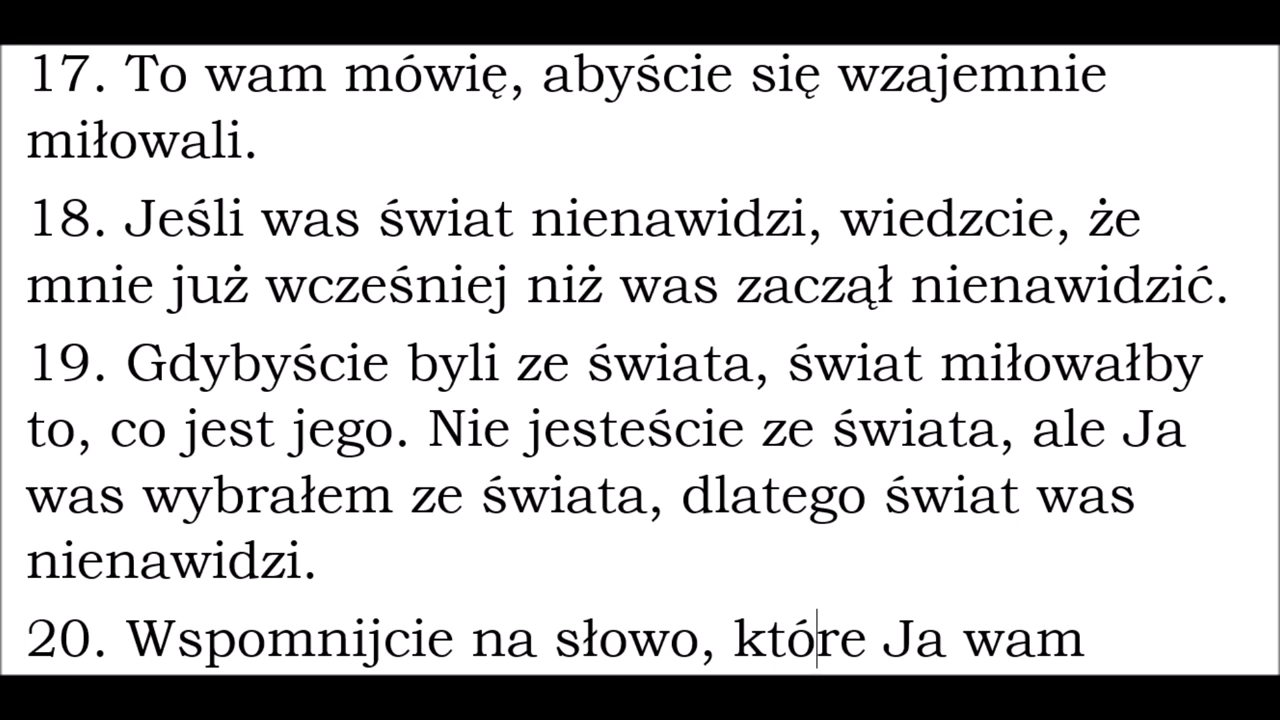 17. To wam mówię, abyście się wzajemnie
miłowali.
18. Jeśli was świat nienawidzi, wiedzcie, że
mnie już wcześniej niż was zaczął nienawidzić.
19. Gdybyście byli ze świata, świat miłowałby
to, co jest jego. Nie jesteście ze świata, ale Ja
was wybrałem ze świata, dlatego świat was
nienawidzi.
20. Wspomnijcie na słowo, które Ja wam